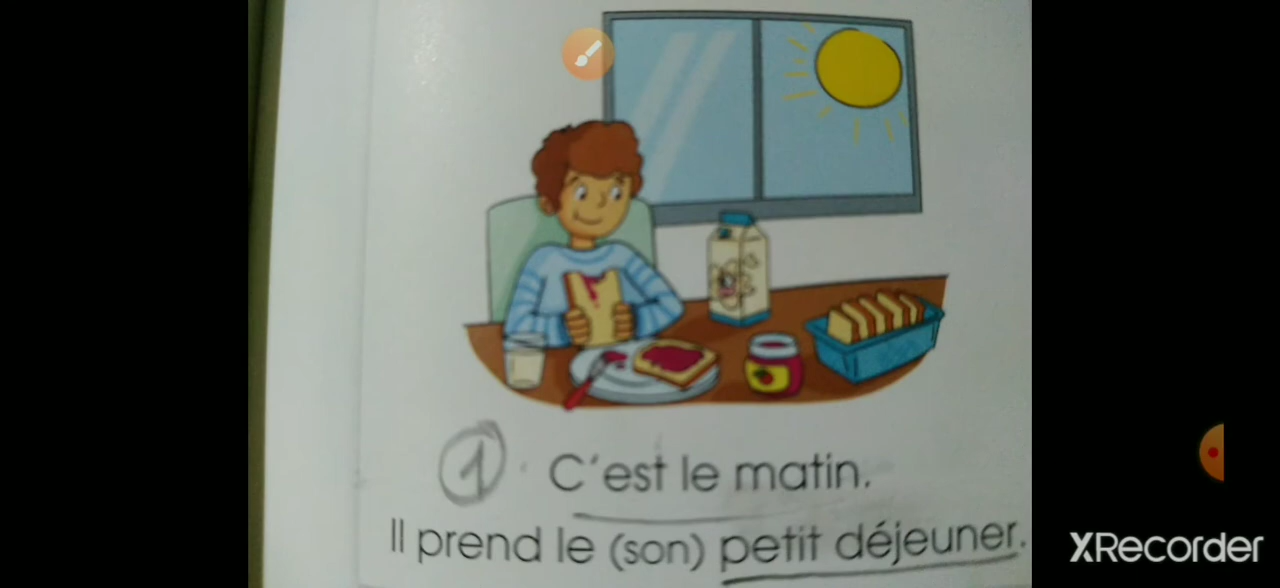 1 C'est le matin.
Il prend le (son) petit déjeuner.
XRecorder